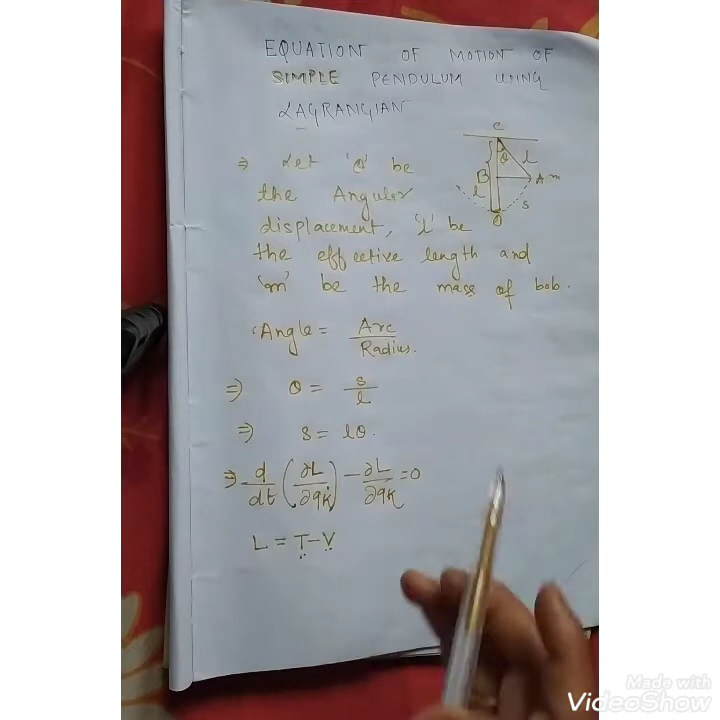 EQUATION OF MOTION OF
SIMPLE PENDULUM USING
LAGRANGIAN
⇒ Let 'θ' be
the Angular
displacement, 'l' be
the effective length and
'm' be the mass of bob.
C
θ
l
B
A m
l
s
O
Angle = Arc / Radius.
⇒ θ = s / l
⇒ s = lθ.
⇒ d/dt (∂L/∂q̇k) − ∂L/∂qk = 0
L = T − V
Made with
VideoShow